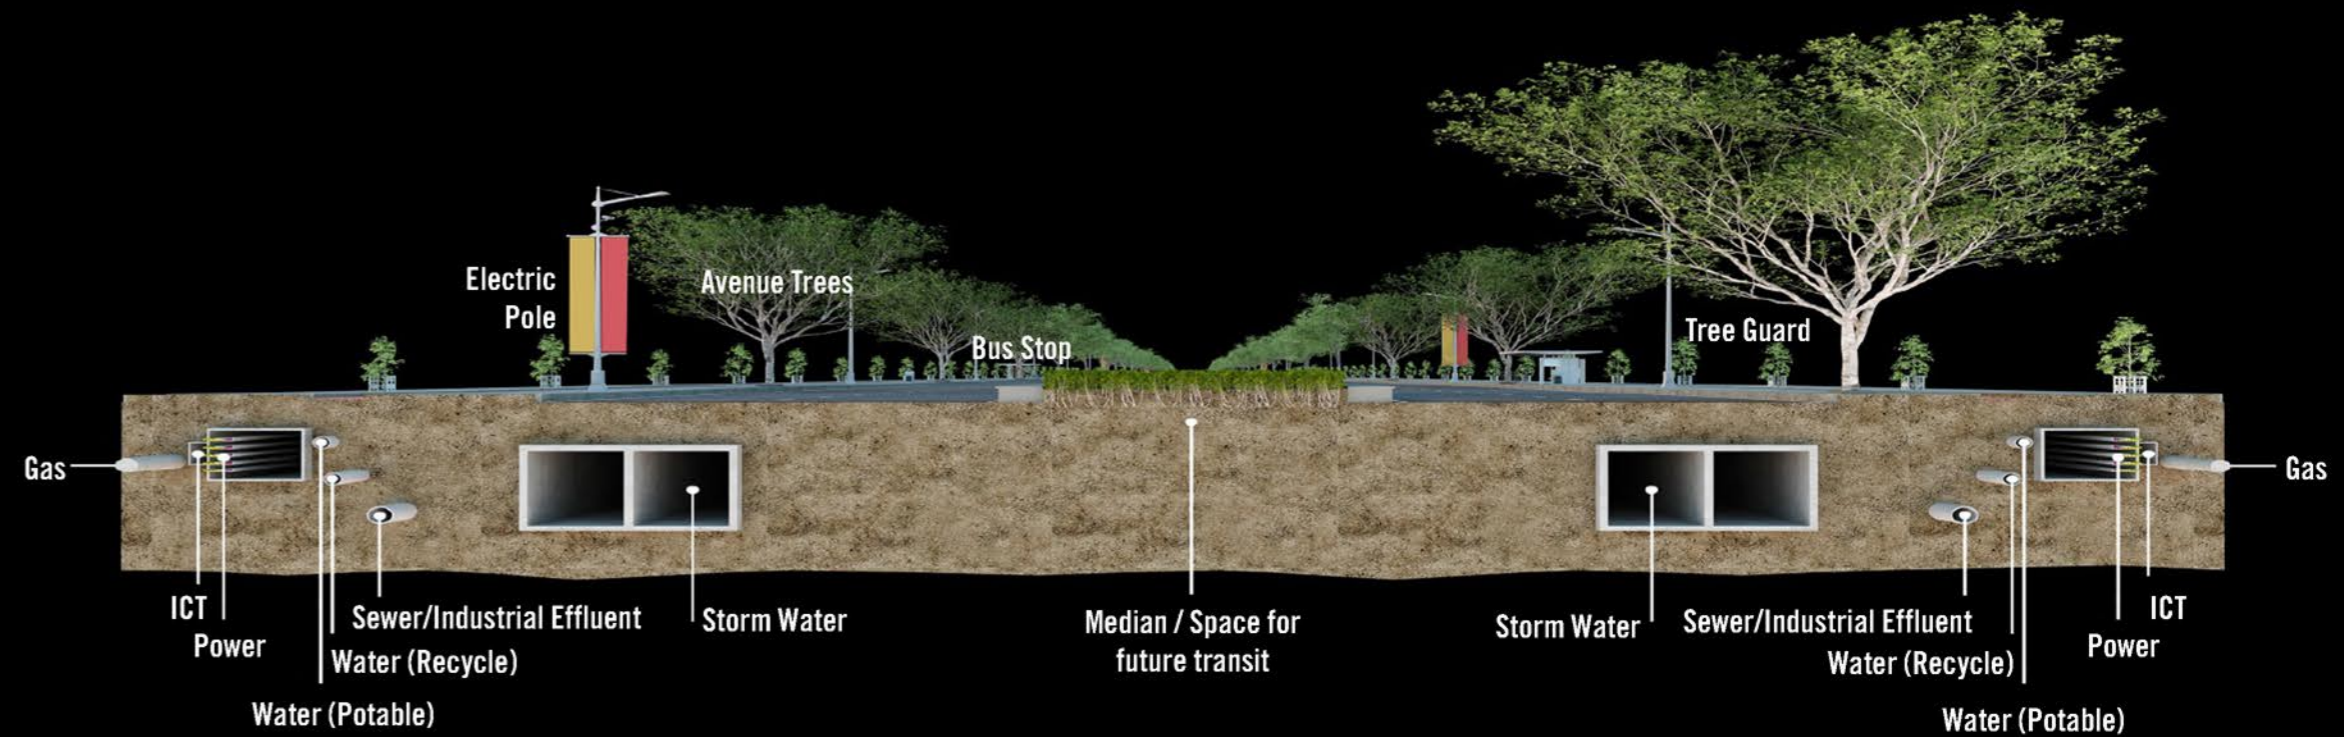 Electric
Pole
Avenue Trees
Bus Stop
Tree Guard
Gas
Gas
ICT
Power
Sewer/Industrial Effluent
Water (Recycle)
Water (Potable)
Storm Water
Median / Space for
future transit
Storm Water
Sewer/Industrial Effluent
Water (Recycle)
Water (Potable)
ICT
Power